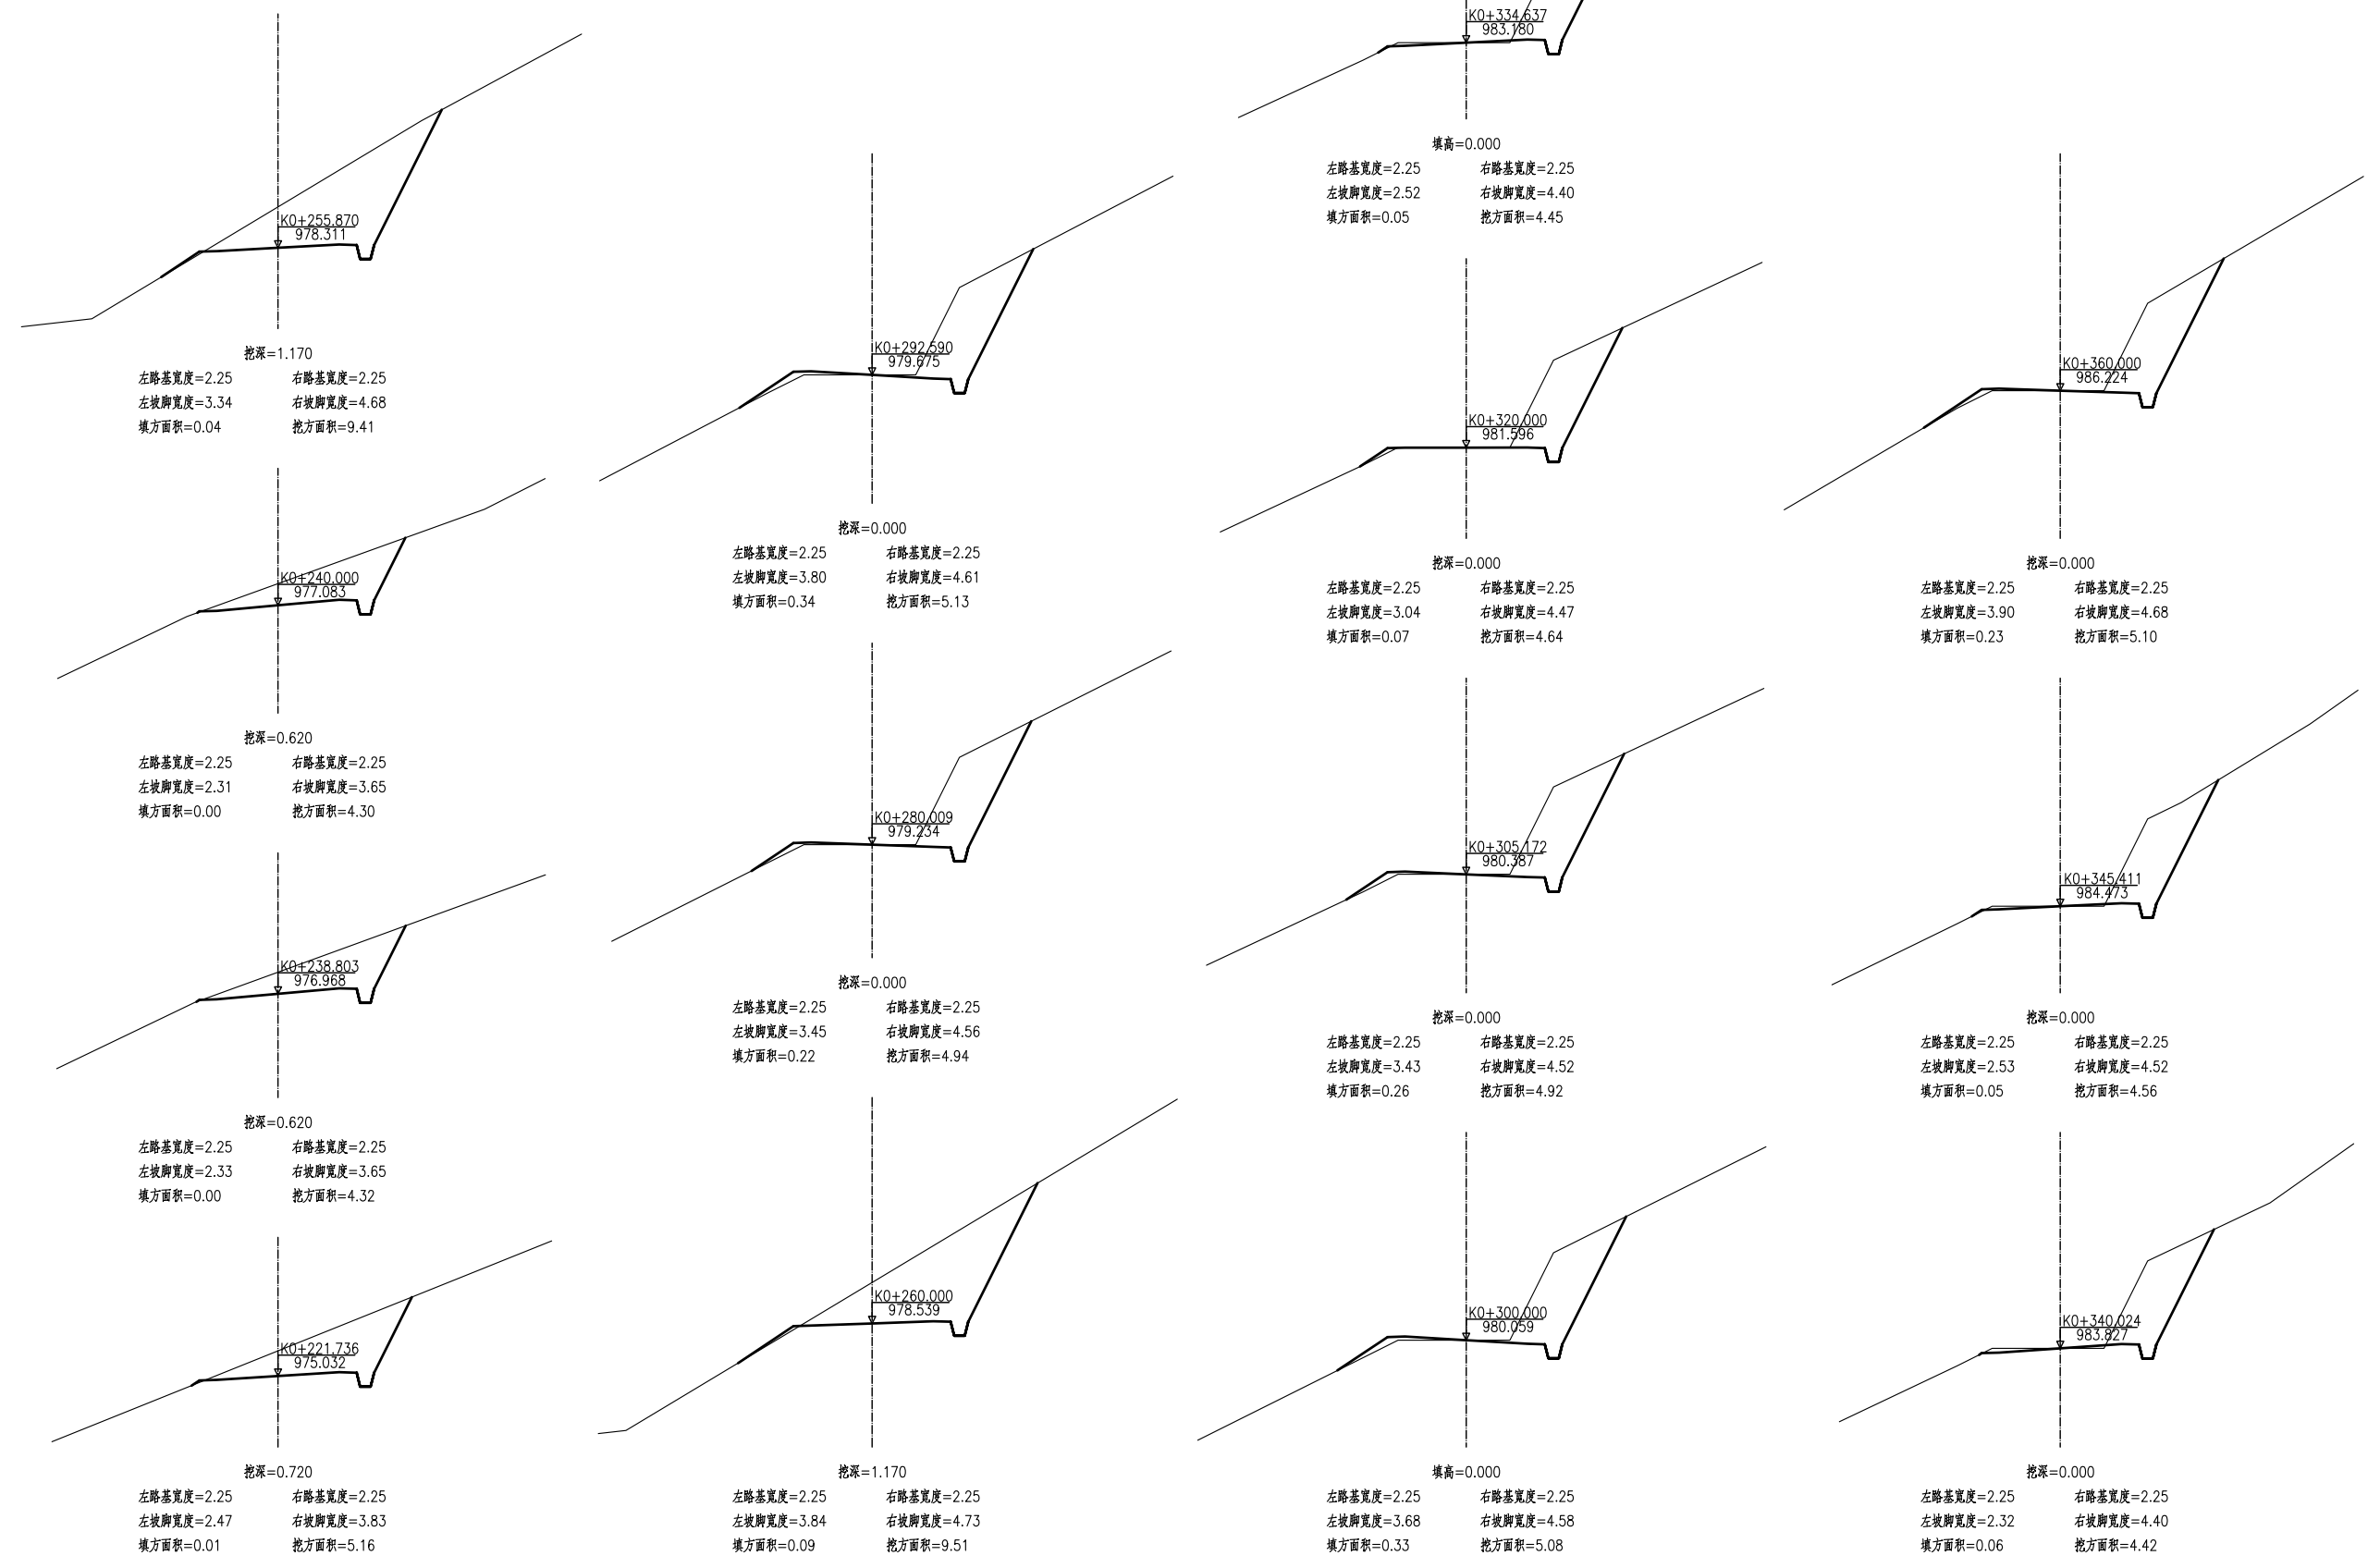 K0+255.870
978.311
挖深=1.170
左路基宽度=2.25 右路基宽度=2.25
左坡脚宽度=3.34 右坡脚宽度=4.68
填方面积=0.04 挖方面积=9.41
K0+240.000
977.083
挖深=0.620
左路基宽度=2.25 右路基宽度=2.25
左坡脚宽度=2.31 右坡脚宽度=3.65
填方面积=0.00 挖方面积=4.30
K0+238.803
976.968
挖深=0.620
左路基宽度=2.25 右路基宽度=2.25
左坡脚宽度=2.33 右坡脚宽度=3.65
填方面积=0.00 挖方面积=4.32
K0+221.736
975.032
挖深=0.720
左路基宽度=2.25 右路基宽度=2.25
左坡脚宽度=2.47 右坡脚宽度=3.83
填方面积=0.01 挖方面积=5.16
K0+292.590
979.675
挖深=0.000
左路基宽度=2.25 右路基宽度=2.25
左坡脚宽度=3.80 右坡脚宽度=4.61
填方面积=0.34 挖方面积=5.13
K0+280.009
979.234
挖深=0.000
左路基宽度=2.25 右路基宽度=2.25
左坡脚宽度=3.45 右坡脚宽度=4.56
填方面积=0.22 挖方面积=4.94
K0+260.000
978.539
挖深=1.170
左路基宽度=2.25 右路基宽度=2.25
左坡脚宽度=3.84 右坡脚宽度=4.73
填方面积=0.09 挖方面积=9.51
K0+334.637
983.180
填高=0.000
左路基宽度=2.25 右路基宽度=2.25
左坡脚宽度=2.52 右坡脚宽度=4.40
填方面积=0.05 挖方面积=4.45
K0+320.000
981.596
挖深=0.000
左路基宽度=2.25 右路基宽度=2.25
左坡脚宽度=3.04 右坡脚宽度=4.47
填方面积=0.07 挖方面积=4.64
K0+305.172
980.387
挖深=0.000
左路基宽度=2.25 右路基宽度=2.25
左坡脚宽度=3.43 右坡脚宽度=4.52
填方面积=0.26 挖方面积=4.92
K0+300.000
980.059
填高=0.000
左路基宽度=2.25 右路基宽度=2.25
左坡脚宽度=3.68 右坡脚宽度=4.58
填方面积=0.33 挖方面积=5.08
K0+360.000
986.224
挖深=0.000
左路基宽度=2.25 右路基宽度=2.25
左坡脚宽度=3.90 右坡脚宽度=4.68
填方面积=0.23 挖方面积=5.10
K0+345.411
984.473
挖深=0.000
左路基宽度=2.25 右路基宽度=2.25
左坡脚宽度=2.53 右坡脚宽度=4.52
填方面积=0.05 挖方面积=4.56
K0+340.024
983.827
挖深=0.000
左路基宽度=2.25 右路基宽度=2.25
左坡脚宽度=2.32 右坡脚宽度=4.40
填方面积=0.06 挖方面积=4.42